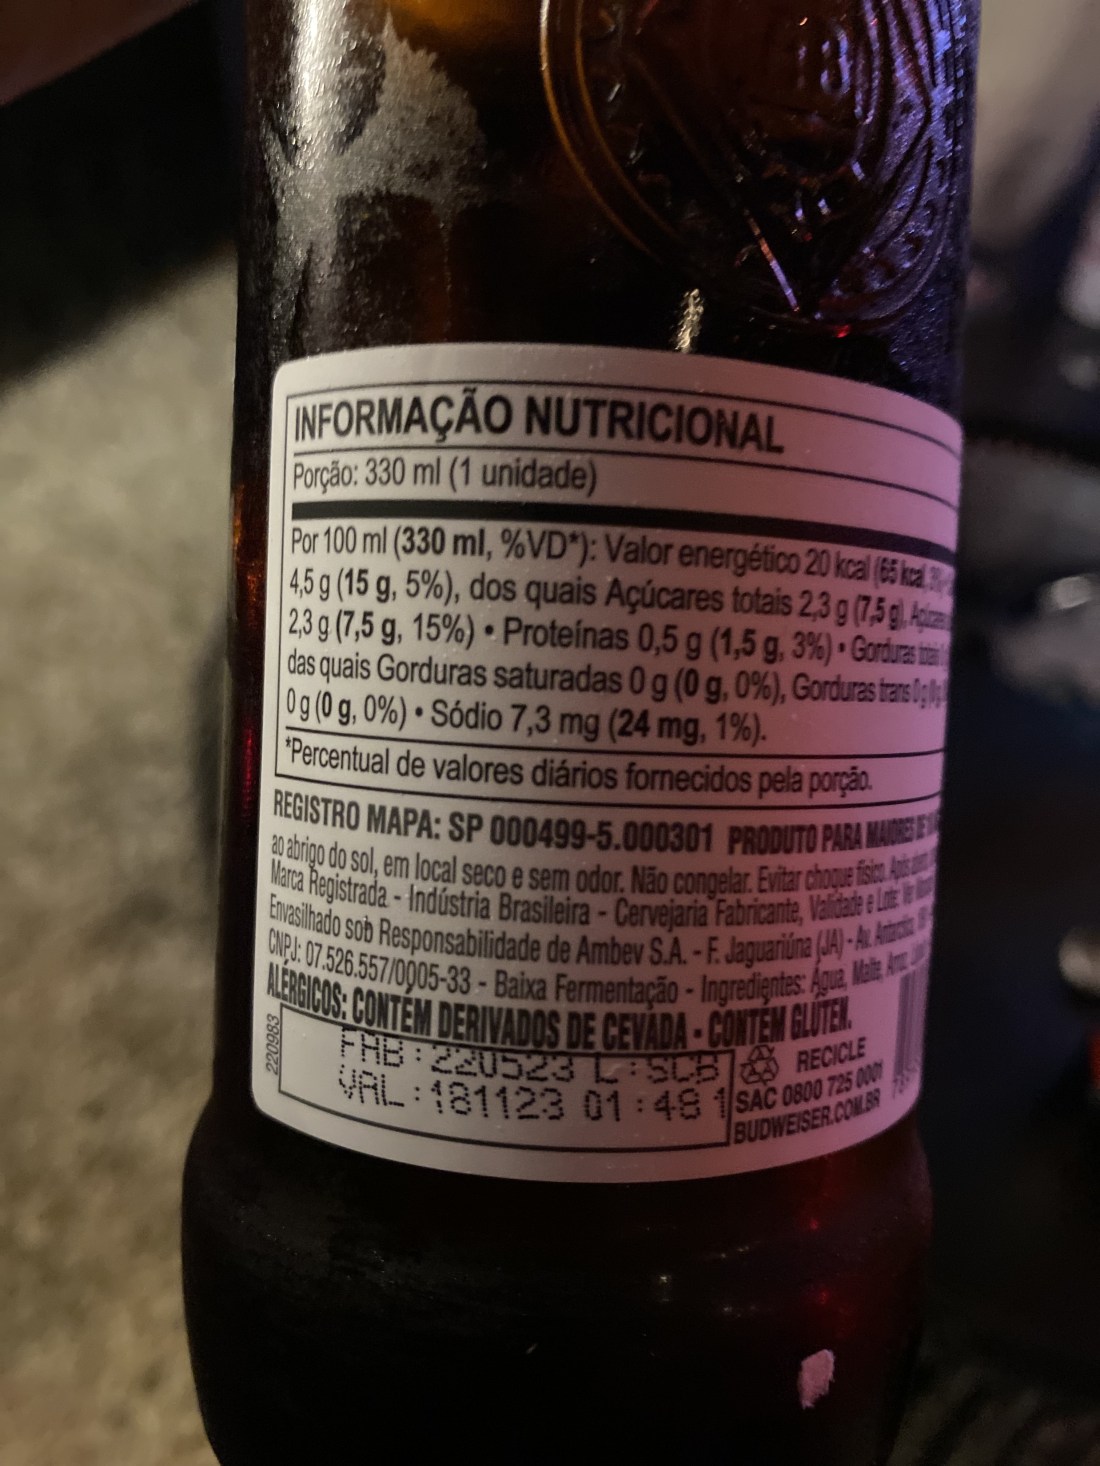 INFORMAÇÃO NUTRICIONAL
Porção: 330 ml (1 unidade)
Por 100 ml (330 ml, %VD*): Valor energético 20 kcal (65 kcal,
4,5 g (15 g, 5%), dos quais Açúcares totais 2,3 g (7,5 g),
2,3 g (7,5 g, 15%) • Proteínas 0,5 g (1,5 g, 3%) • Gorduras
das quais Gorduras saturadas 0 g (0 g, 0%), Gorduras trans 0 g
0 g (0 g, 0%) • Sódio 7,3 mg (24 mg, 1%).
*Percentual de valores diários fornecidos pela porção.
REGISTRO MAPA: SP 000499-5.000301 PRODUTO PARA MAIORES DE
ao abrigo do sol, em local seco e sem odor. Não congelar. Evitar choque físico. Após
Marca Registrada - Indústria Brasileira - Cervejaria Fabricante, Validade e Lote:
Envasilhado sob Responsabilidade de Ambev S.A. - F. Jaguariúna (JA) - Av.
CNPJ: 07.526.557/0005-33 - Baixa Fermentação - Ingredientes: Água, Malte,
ALÉRGICOS: CONTÉM DERIVADOS DE CEVADA • CONTÉM GLÚTEN.
220983
FAB:220523 L:SCB
VAL:181123 01:48 1
RECICLE
SAC 0800 725 0001
BUDWEISER.COM.BR